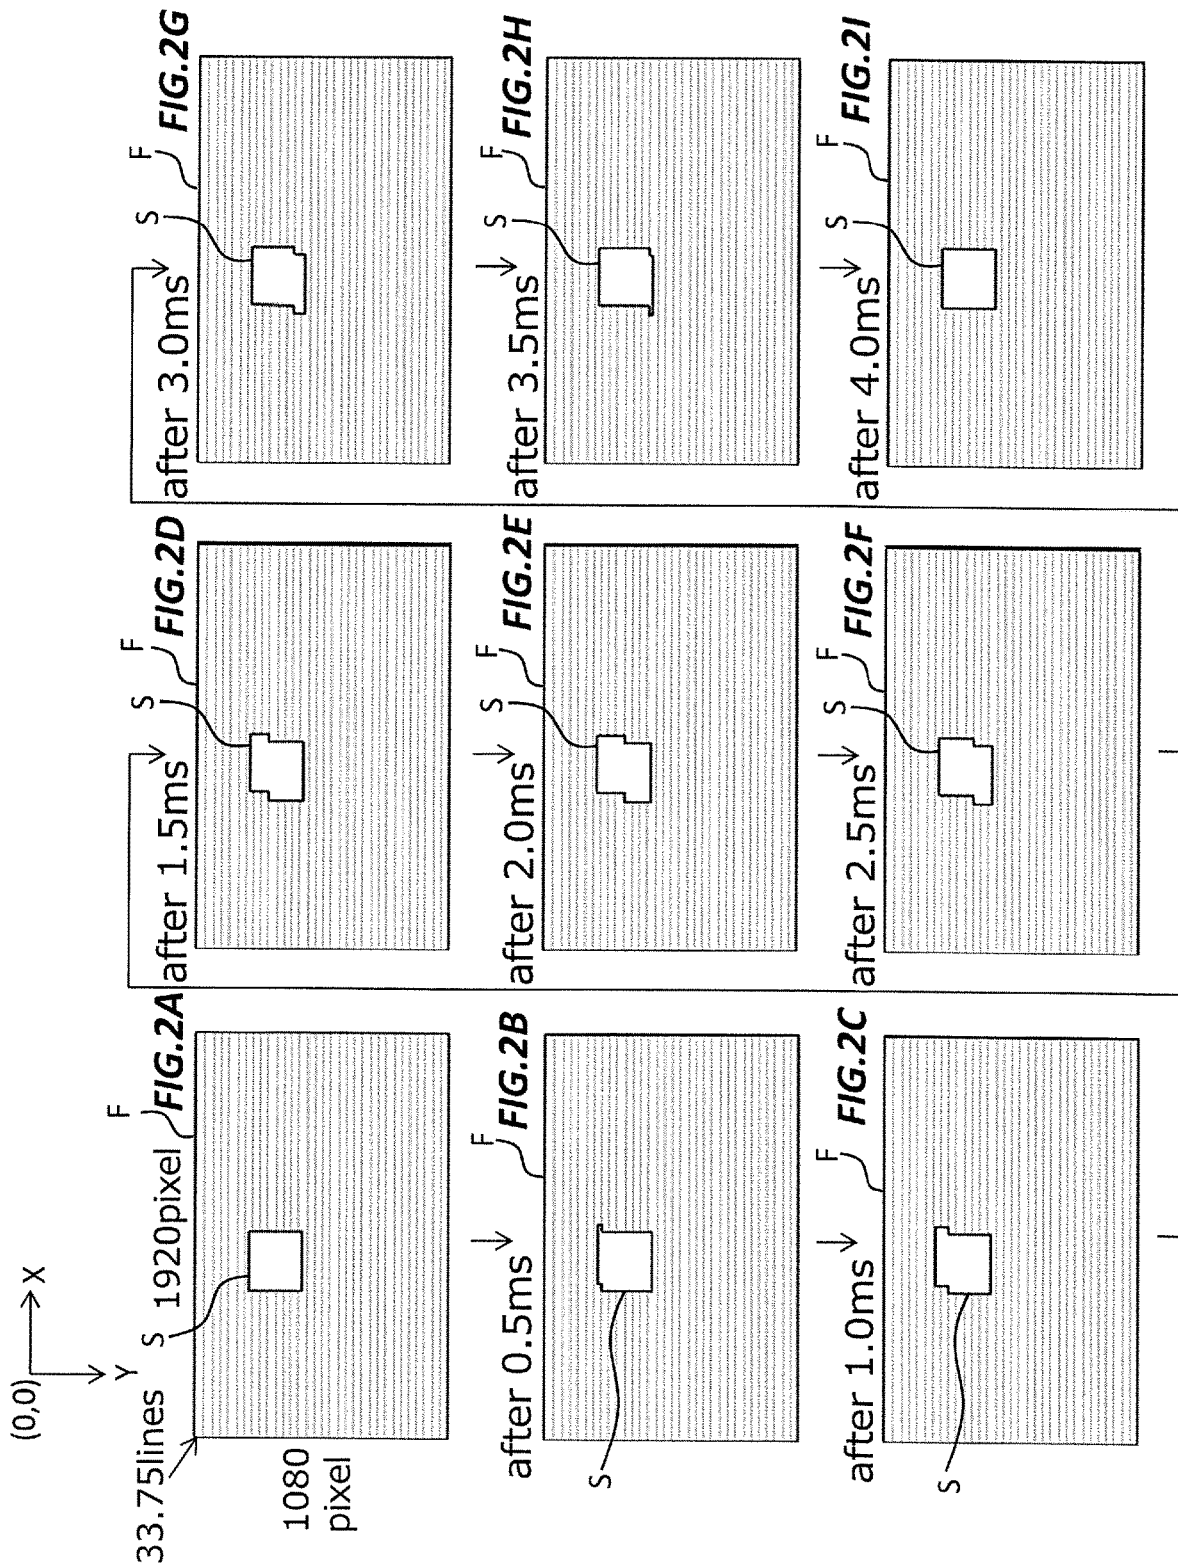 (0,0)
X
Y
33.75lines
1920pixel
1080
pixel
S
F
FIG.2A
after 0.5ms
F
FIG.2B
S
after 1.0ms
F
FIG.2C
S
after 1.5ms
S
F
FIG.2D
after 2.0ms
S
F
FIG.2E
after 2.5ms
S
F
FIG.2F
after 3.0ms
S
F
FIG.2G
after 3.5ms
S
F
FIG.2H
after 4.0ms
S
F
FIG.2I